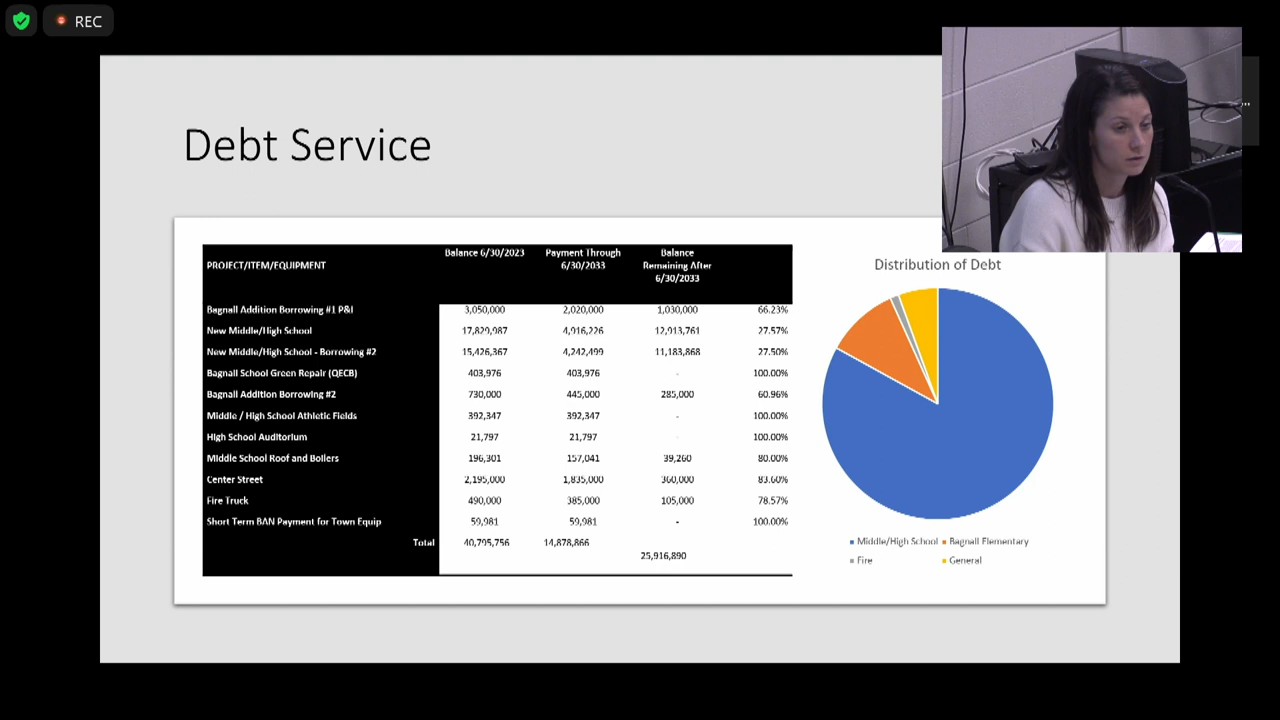 REC
Debt Service
PROJECT/ITEM/EQUIPMENT Balance 6/30/2023 Payment Through 6/30/2033 Balance Remaining After 6/30/2033
Bagnall Addition Borrowing #1 P&I 3,050,000 2,020,000 1,030,000 66.23%
New Middle/High School 17,829,987 4,916,226 12,913,761 27.57%
New Middle/High School - Borrowing #2 15,426,367 4,242,499 11,183,868 27.50%
Bagnall School Green Repair (QECB) 403,976 403,976 - 100.00%
Bagnall Addition Borrowing #2 730,000 445,000 285,000 60.96%
Middle / High School Athletic Fields 392,347 392,347 - 100.00%
High School Auditorium 21,797 21,797 - 100.00%
Middle School Roof and Boilers 196,301 157,041 39,260 80.00%
Center Street 2,195,000 1,835,000 360,000 83.60%
Fire Truck 490,000 385,000 105,000 78.57%
Short Term BAN Payment for Town Equip 59,981 59,981 - 100.00%
Total 40,795,756 14,878,866
25,916,890
Distribution of Debt
Middle/High School Bagnall Elementary
Fire General
...